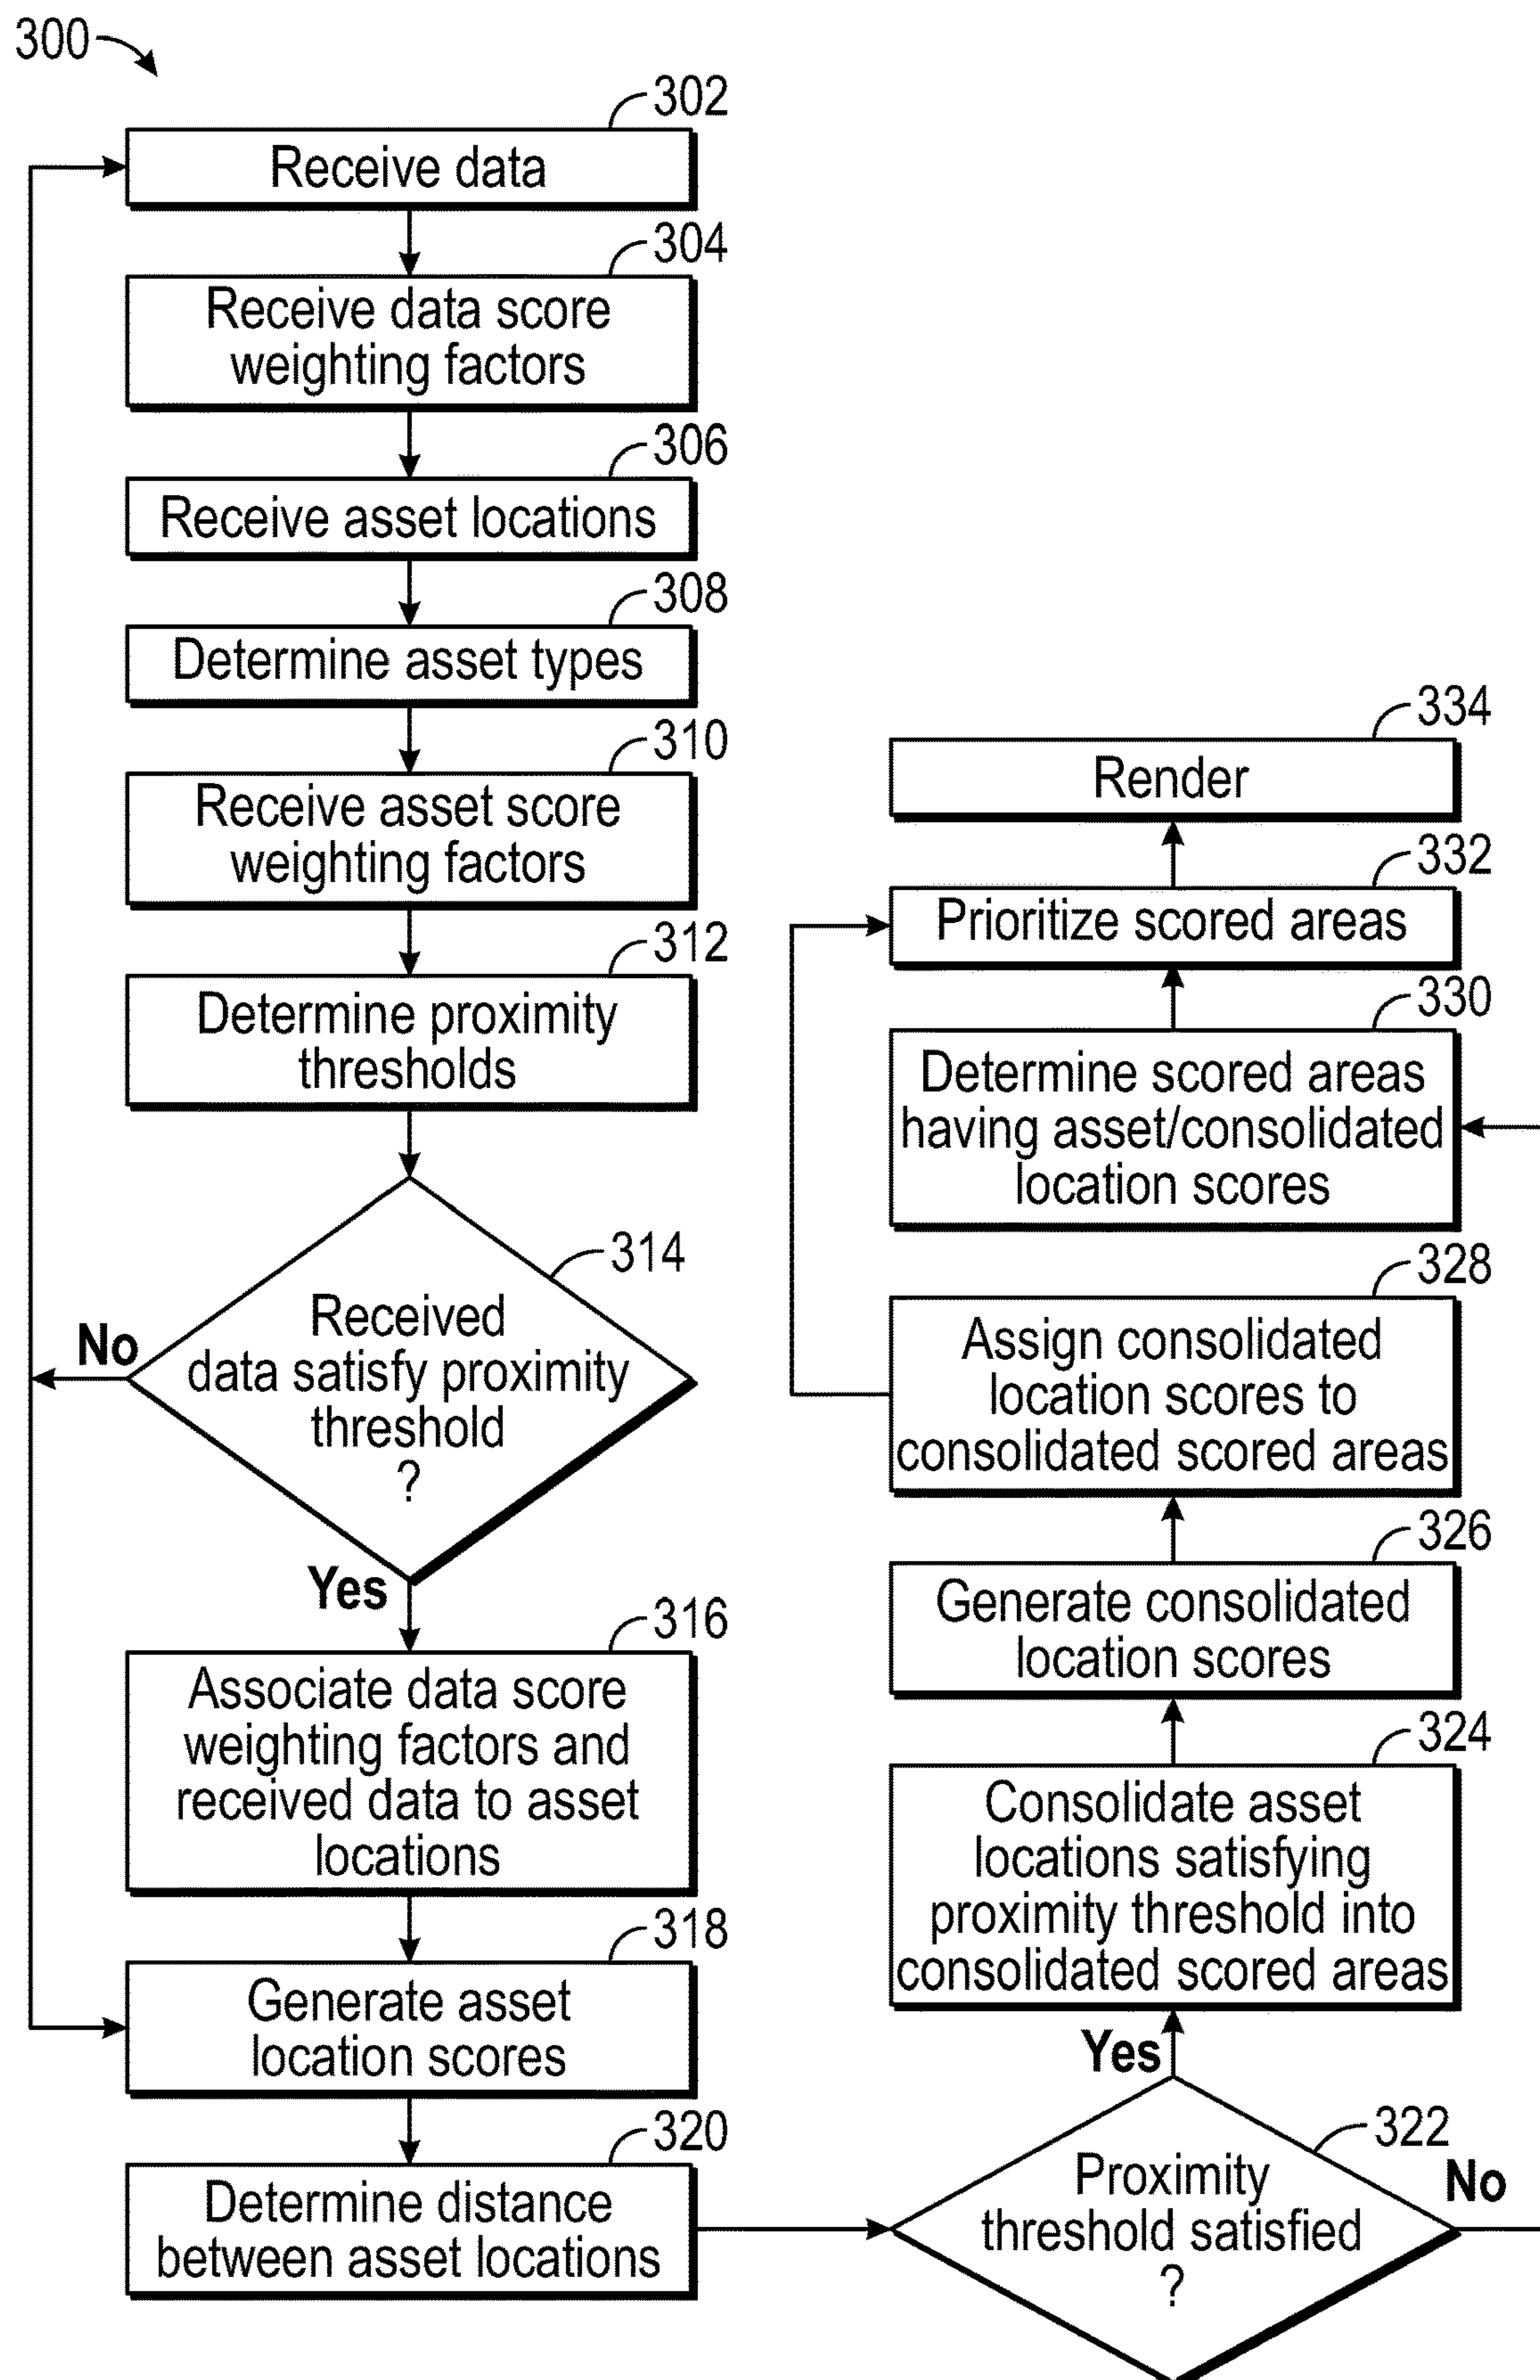 300
302
Receive data
304
Receive data score
weighting factors
306
Receive asset locations
308
Determine asset types
310
Receive asset score
weighting factors
312
Determine proximity
thresholds
314
Received
data satisfy proximity
threshold
?
No
Yes
316
Associate data score
weighting factors and
received data to asset
locations
318
Generate asset
location scores
320
Determine distance
between asset locations
334
Render
332
Prioritize scored areas
330
Determine scored areas
having asset/consolidated
location scores
328
Assign consolidated
location scores to
consolidated scored areas
326
Generate consolidated
location scores
324
Consolidate asset
locations satisfying
proximity threshold into
consolidated scored areas
Yes
322
Proximity
threshold satisfied
?
No